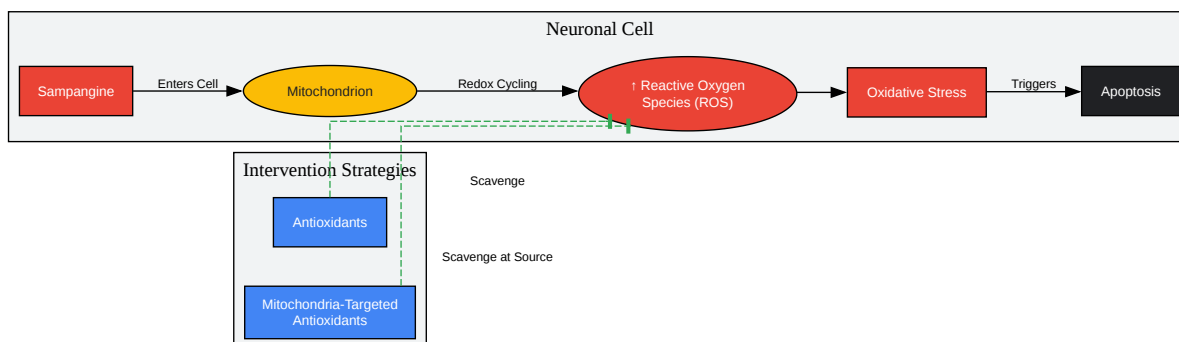 Neuronal Cell
Sampangine
Enters Cell
Mitochondrion
Redox Cycling
↑ Reactive Oxygen
Species (ROS)
Oxidative Stress
Triggers
Apoptosis
Intervention Strategies
Scavenge
Antioxidants
Scavenge at Source
Mitochondria-Targeted
Antioxidants